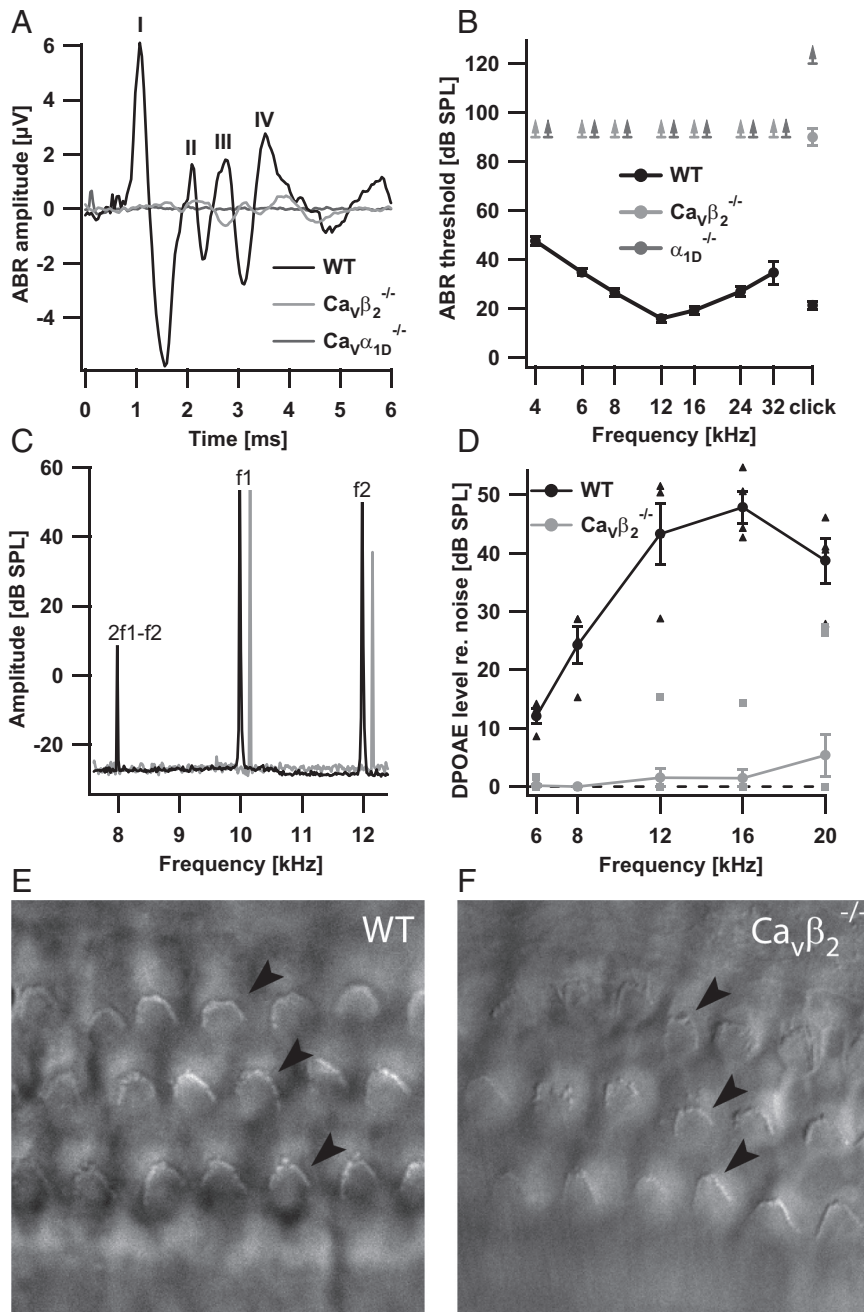 A
ABR amplitude [µV]
6
4
2
0
-2
-4
I
II
III
IV
WT
CaVβ2-/-
CaVα1D-/-
0 1 2 3 4 5 6
Time [ms]
B
ABR threshold [dB SPL]
120
100
80
60
40
20
0
WT
CaVβ2-/-
α1D-/-
4 6 8 12 16 24 32 click
Frequency [kHz]
C
Amplitude [dB SPL]
60
40
20
0
-20
2f1-f2
f1
f2
8 9 10 11 12
Frequency [kHz]
D
DPOAE level re. noise [dB SPL]
50
40
30
20
10
0
WT
CaVβ2-/-
6 8 12 16 20
Frequency [kHz]
E
WT
F
Cavβ2-/-